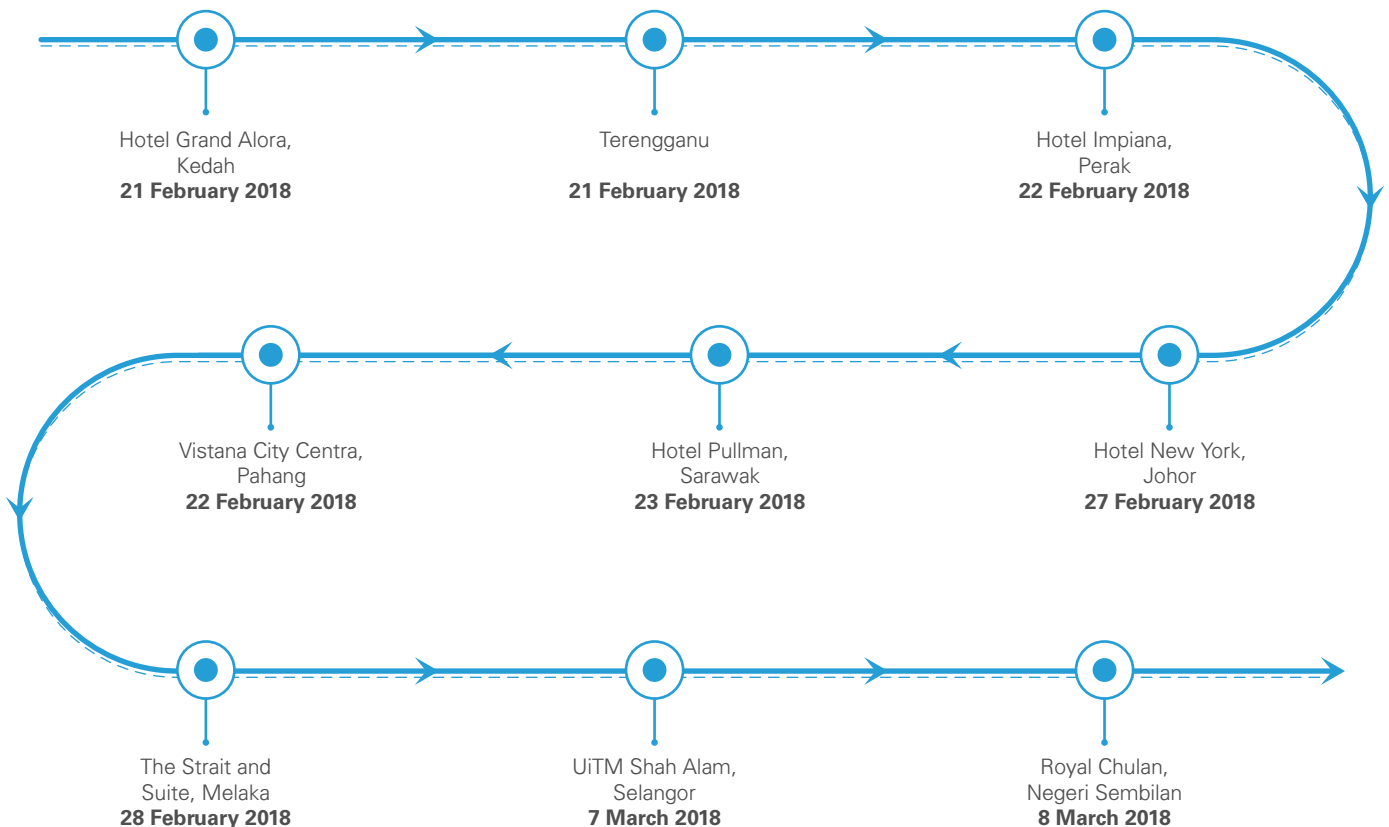 Hotel Grand Alora,
Kedah
21 February 2018
Terengganu
21 February 2018
Hotel Impiana,
Perak
22 February 2018
Vistana City Centra,
Pahang
22 February 2018
Hotel Pullman,
Sarawak
23 February 2018
Hotel New York,
Johor
27 February 2018
The Strait and
Suite, Melaka
28 February 2018
UiTM Shah Alam,
Selangor
7 March 2018
Royal Chulan,
Negeri Sembilan
8 March 2018